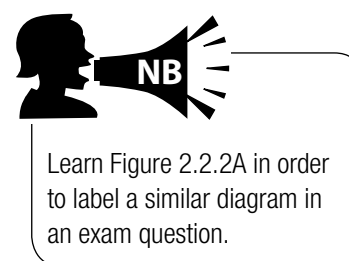 NB
Learn Figure 2.2.2A in order
to label a similar diagram in
an exam question.